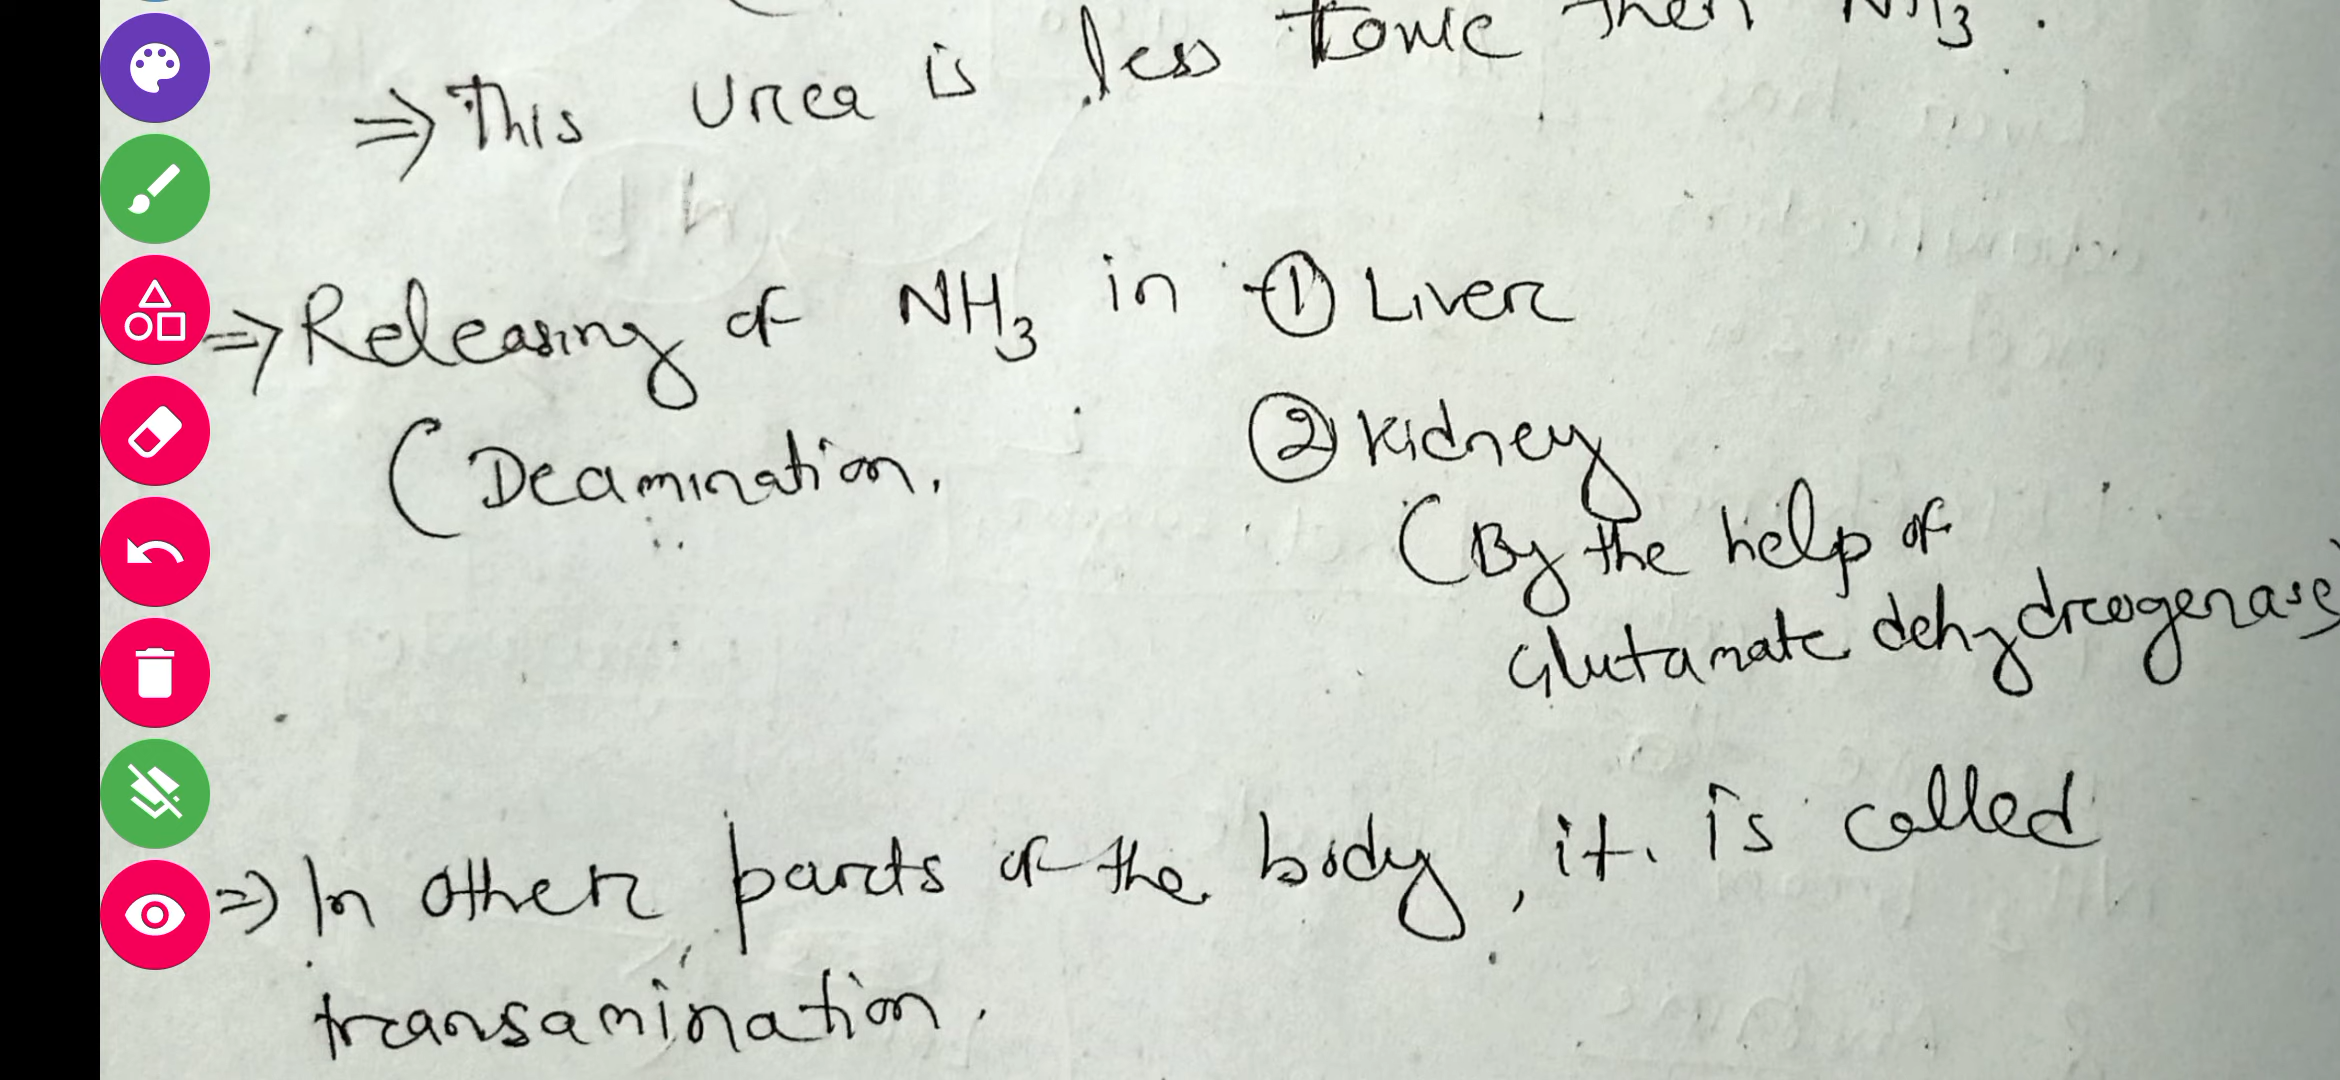 ⇒ This urea is less toxic then NH3.
⇒ Releasing of NH3 in ① Liver
(Deamination. ② kidney
(By the help of
Glutamate dehydrogenase)
⇒ In other parts of the body, it is called
transamination.